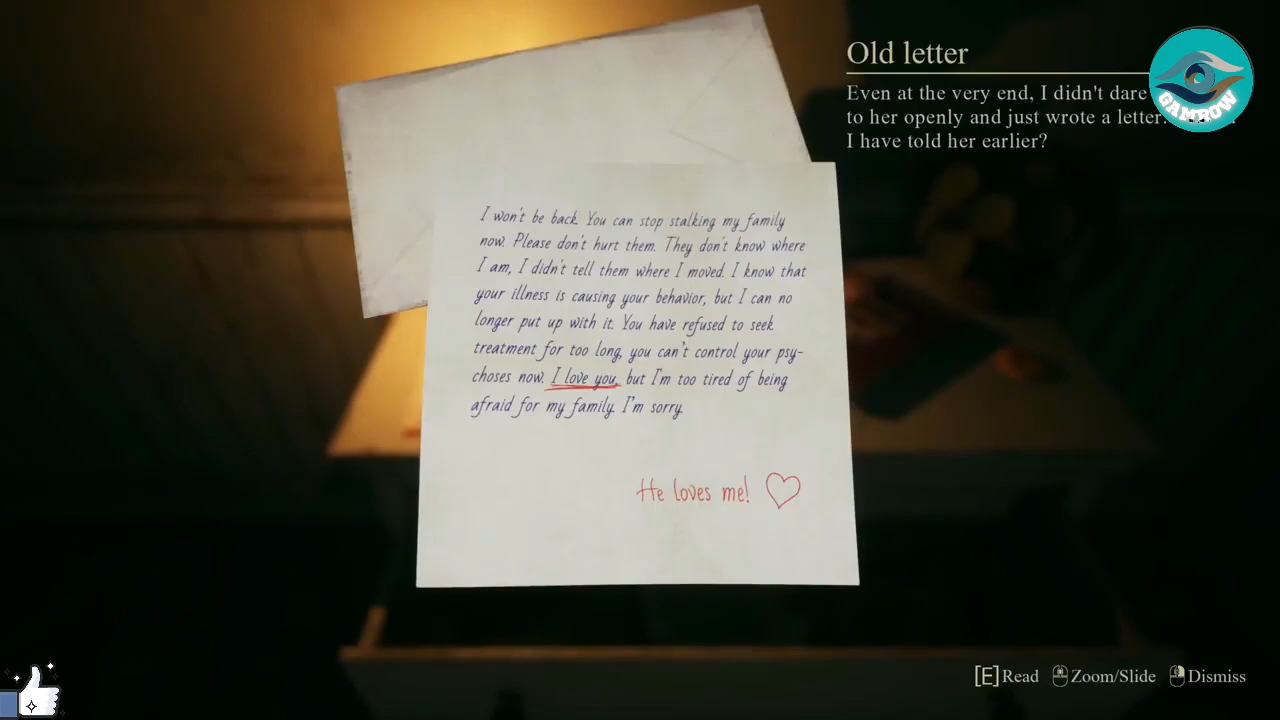 Old letter
Even at the very end, I didn't dare
to her openly and just wrote a letter.
I have told her earlier?
GAMROW
I won't be back. You can stop stalking my family
now. Please don't hurt them. They don't know where
I am, I didn't tell them where I moved. I know that
your illness is causing your behavior, but I can no
longer put up with it. You have refused to seek
treatment for too long, you can't control your psy-
choses now. I love you, but I'm too tired of being
afraid for my family. I'm sorry.
He loves me!
[E] Read Zoom/Slide Dismiss